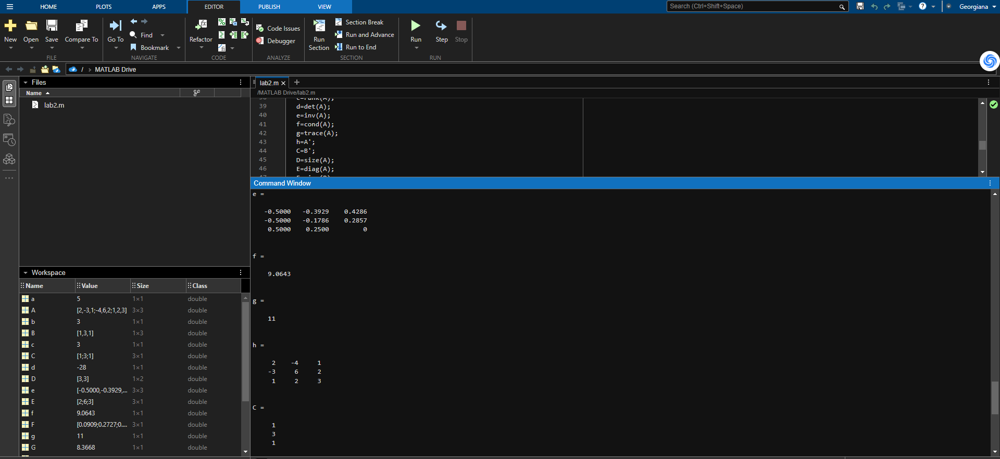 HOME PLOTS APPS EDITOR PUBLISH VIEW Search (Ctrl+Shift+Space) Georgiana
New Open Save Compare To Go To Find Bookmark Refactor Code Issues Debugger Run Section Section Break Run and Advance Run to End Run Step Stop
FILE NAVIGATE CODE ANALYZE SECTION RUN
/ > MATLAB Drive
Files
Name
lab2.m
lab2.m
/MATLAB Drive/lab2.m
38 c=rank(A);
39 d=det(A);
40 e=inv(A);
41 f=cond(A);
42 g=trace(A);
43 h=A';
44 C=B';
45 D=size(A);
46 E=diag(A);
Command Window
e =
-0.5000 -0.3929 0.4286
-0.5000 -0.1786 0.2857
0.5000 0.2500 0
f =
9.0643
g =
11
h =
2 -4 1
-3 6 2
1 2 3
C =
1
3
1
Workspace
Name Value Size Class
a 5 1×1 double
A [2,-3,1;-4,6,2;1,2,3] 3×3 double
b 3 1×1 double
B [1,3,1] 1×3 double
c 3 1×1 double
C [1;3;1] 3×1 double
d -28 1×1 double
D [3,3] 1×2 double
e [-0.5000,-0.3929,... 3×3 double
E [2;6;3] 3×1 double
f 9.0643 1×1 double
F [0.0909;0.2727;0.... 3×1 double
g 11 1×1 double
G 8.3668 1×1 double